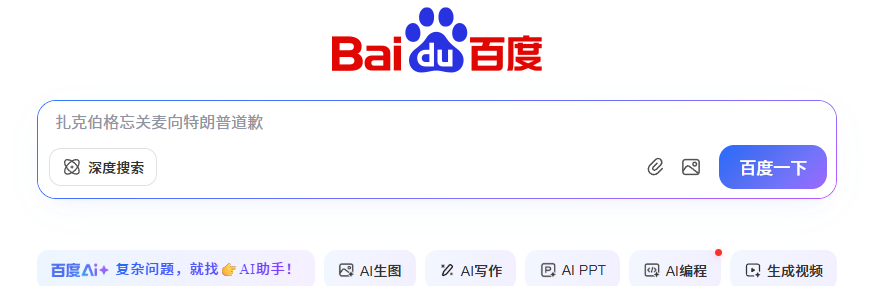 Bai du 百度
扎克伯格忘关麦向特朗普道歉
深度搜索
百度一下
百度Ai+ 复杂问题，就找👉AI助手！
AI生图
AI写作
AI PPT
AI编程
生成视频